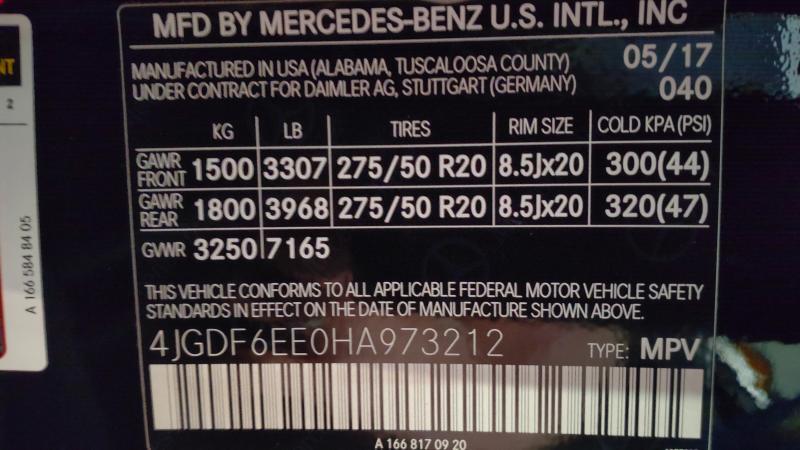 MFD BY MERCEDES-BENZ U.S. INTL., INC
MANUFACTURED IN USA (ALABAMA, TUSCALOOSA COUNTY) 05/17
UNDER CONTRACT FOR DAIMLER AG, STUTTGART (GERMANY) 040
KG LB TIRES RIM SIZE COLD KPA (PSI)
GAWR FRONT 1500 3307 275/50 R20 8.5Jx20 300(44)
GAWR REAR 1800 3968 275/50 R20 8.5Jx20 320(47)
GVWR 3250 7165
THIS VEHICLE CONFORMS TO ALL APPLICABLE FEDERAL MOTOR VEHICLE SAFETY
STANDARDS IN EFFECT ON THE DATE OF MANUFACTURE SHOWN ABOVE.
4JGDF6EE0HA973212 TYPE: MPV
A 166 817 09 20
NT
2
A 166 584 84 05